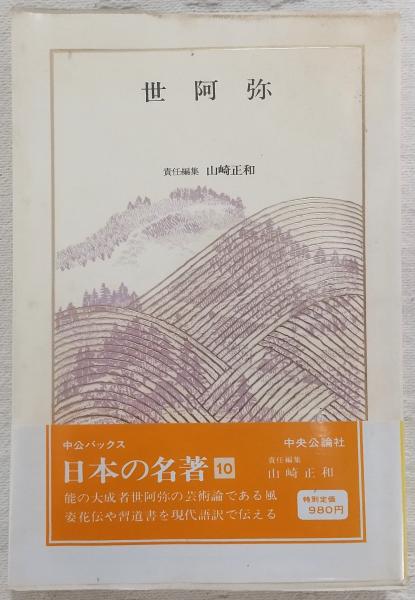 世阿弥
責任編集 山崎正和
中公バックス
中央公論社
日本の名著 10
責任編集
山崎正和
能の大成者世阿弥の芸術論である風
姿花伝や習道書を現代語訳で伝える
特別定価
980円